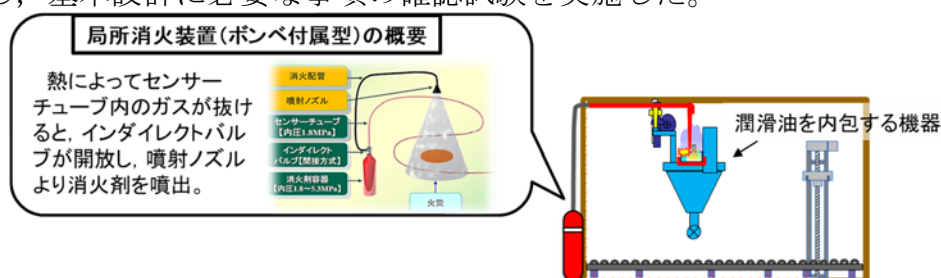 し，基本設計に必要な事項の確認試験を実施した。
局所消火装置(ボンベ付属型)の概要
熱によってセンサー
チューブ内のガスが抜け
ると，インダイレクトバル
ブが開放し，噴射ノズル
より消火剤を噴出。
消火配管
噴射ノズル
センサーチューブ
【内圧1.8MPa】
インダイレクト
バルブ【間接方式】
消火剤容器
【内圧1.8～5.3MPa】
火災
潤滑油を内包する機器